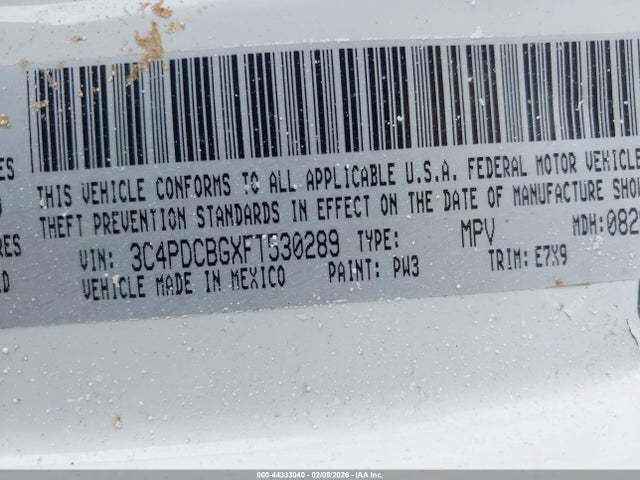 THIS VEHICLE CONFORMS TO ALL APPLICABLE U.S.A. FEDERAL MOTOR VEHICLE
THEFT PREVENTION STANDARDS IN EFFECT ON THE DATE OF MANUFACTURE SHO
VIN: 3C4PDCBGXFT530289 TYPE: MPV MDH:082
VEHICLE MADE IN MEXICO PAINT: PW3 TRIM: E7X9
ES
RES
D
000-44333040 - 02/09/2026 - IAA Inc.